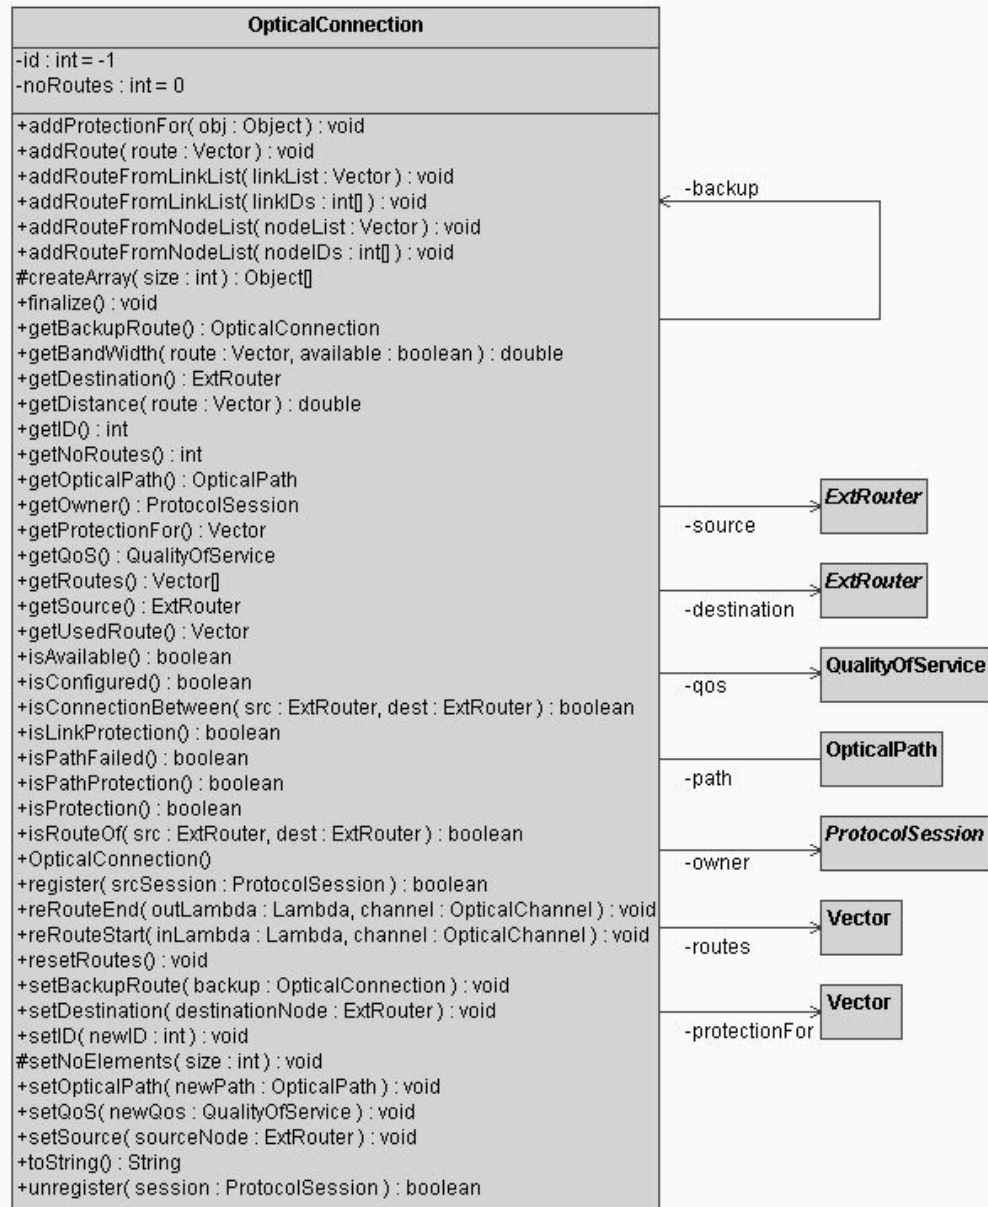 OpticalConnection
-id : int = -1
-noRoutes : int = 0
+addProtectionFor( obj : Object ) : void
+addRoute( route : Vector ) : void
+addRouteFromLinkList( linkList : Vector ) : void
+addRouteFromLinkList( linkIDs : int[] ) : void
+addRouteFromNodeList( nodeList : Vector ) : void
+addRouteFromNodeList( nodeIDs : int[] ) : void
#createArray( size : int ) : Object[]
+finalize() : void
+getBackupRoute() : OpticalConnection
+getBandWidth( route : Vector, available : boolean ) : double
+getDestination() : ExtRouter
+getDistance( route : Vector ) : double
+getID() : int
+getNoRoutes() : int
+getOpticalPath() : OpticalPath
+getOwner() : ProtocolSession
+getProtectionFor() : Vector
+getQoS() : QualityOfService
+getRoutes() : Vector[]
+getSource() : ExtRouter
+getUsedRoute() : Vector
+isAvailable() : boolean
+isConfigured() : boolean
+isConnectionBetween( src : ExtRouter, dest : ExtRouter ) : boolean
+isLinkProtection() : boolean
+isPathFailed() : boolean
+isPathProtection() : boolean
+isProtection() : boolean
+isRouteOf( src : ExtRouter, dest : ExtRouter ) : boolean
+OpticalConnection()
+register( srcSession : ProtocolSession ) : boolean
+reRouteEnd( outLambda : Lambda, channel : OpticalChannel ) : void
+reRouteStart( inLambda : Lambda, channel : OpticalChannel ) : void
+resetRoutes() : void
+setBackupRoute( backup : OpticalConnection ) : void
+setDestination( destinationNode : ExtRouter ) : void
+setID( newID : int ) : void
#setNoElements( size : int ) : void
+setOpticalPath( newPath : OpticalPath ) : void
+setQoS( newQos : QualityOfService ) : void
+setSource( sourceNode : ExtRouter ) : void
+toString() : String
+unregister( session : ProtocolSession ) : boolean
-backup
ExtRouter
-source
ExtRouter
-destination
QualityOfService
-qos
OpticalPath
-path
ProtocolSession
-owner
Vector
-routes
Vector
-protectionFor